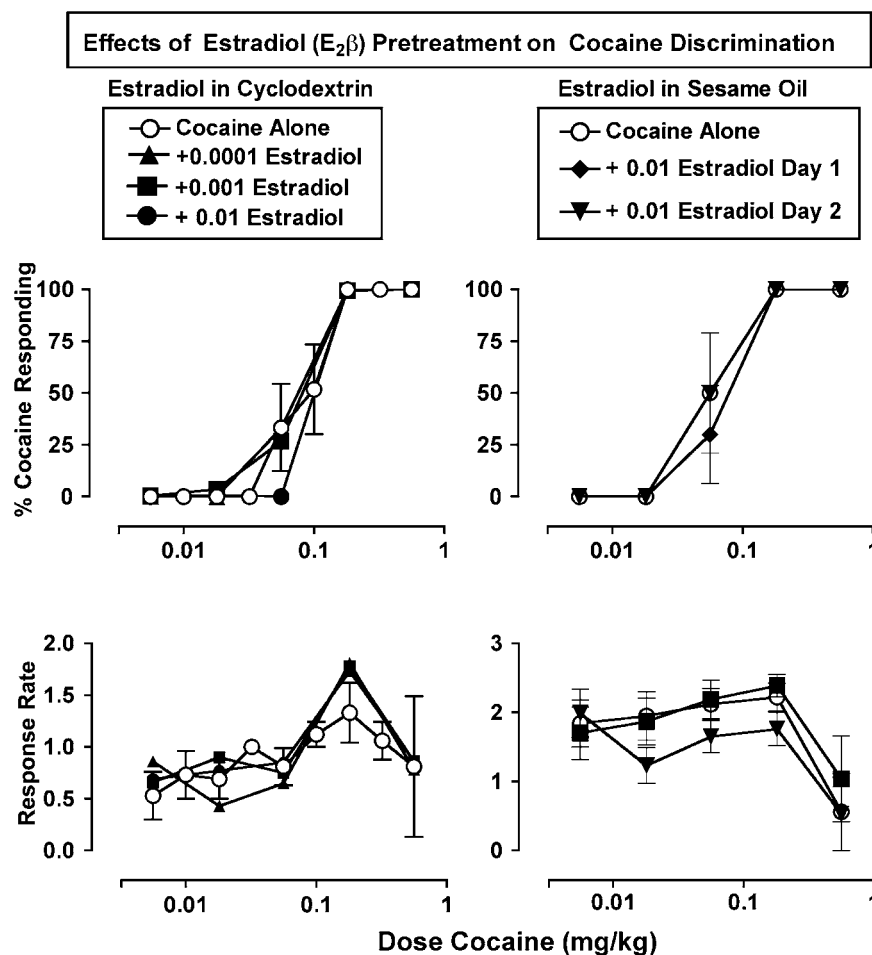 Effects of Estradiol (E₂β) Pretreatment on Cocaine Discrimination
Estradiol in Cyclodextrin
Cocaine Alone
+0.0001 Estradiol
+0.001 Estradiol
+ 0.01 Estradiol
Estradiol in Sesame Oil
Cocaine Alone
+ 0.01 Estradiol Day 1
+ 0.01 Estradiol Day 2
% Cocaine Responding
100
75
50
25
0
0.01 0.1 1
100
75
50
25
0
0.01 0.1 1
Response Rate
2.0
1.5
1.0
0.5
0.0
0.01 0.1 1
3
2
1
0
0.01 0.1 1
Dose Cocaine (mg/kg)